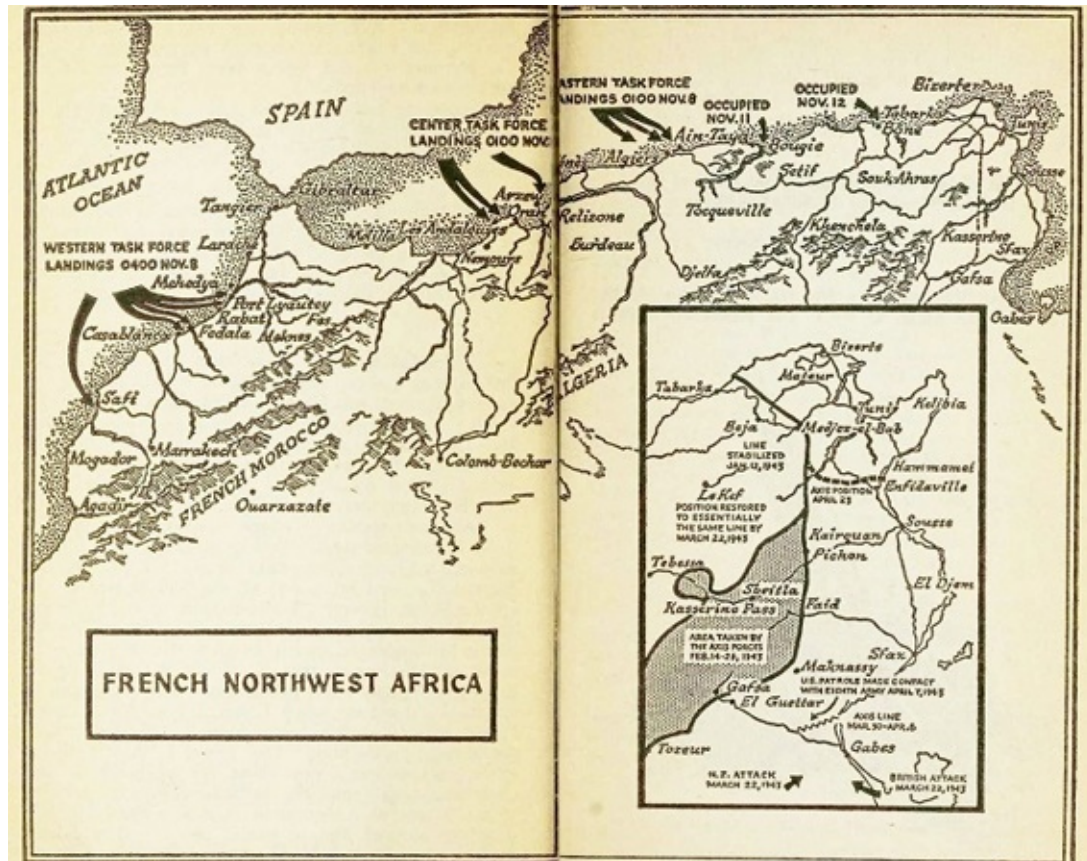 SPAIN
ATLANTIC
OCEAN
CENTER TASK FORCE
LANDINGS 0100 NOV.
Gibraltar
Tangier
Larache
Melilla
Los Andalouses
Arzew
Oran
Nemours
WESTERN TASK FORCE
LANDINGS 0400 NOV. 8
Mehedya
Port Lyautey
Rabat
Fes
Casablanca
Fedala
Meknes
Safi
Mogador
Marrakech
Agadir
FRENCH MOROCCO
Ouarzazate
Colomb-Bechar
ALGERIA
FRENCH NORTHWEST AFRICA
ASTERN TASK FORCE
ANDINGS 0100 NOV. 8
OCCUPIED
NOV. 11
OCCUPIED
NOV. 12
Bizerte
Tabarka
Bône
Tunis
Algiers
Ain-Taya
Bougie
Setif
Souk Ahras
Sousse
Relizone
Tocqueville
Burdeau
Khenchela
Kasserine
Sfax
Djelfa
Gafsa
Gabes
Bizerte
Mateur
Tabarka
Tunis
Kelibia
Beja
Medjez-el-Bab
LINE
STABILIZED
JAN. 12, 1943
Hammamet
Enfidaville
Le Kef
AXIS POSITION
APRIL 23
POSITION RESTORED
TO ESSENTIALLY
THE SAME LINE BY
MARCH 22, 1943
Sousse
Kairouan
Pichon
Tebessa
El Djem
Sbeitla
Kasserine Pass
Faid
AREA TAKEN BY
THE AXIS FORCES
FEB. 14-23, 1943
Sfax
Maknassy
U.S. PATROLS MADE CONTACT
WITH EIGHTH ARMY APRIL 7, 1943
Gafsa
El Guettar
AXIS LINE
MAR. 30-APR. 6
Gabes
Tozeur
N.Z. ATTACK
MARCH 22, 1943
BRITISH ATTACK
MARCH 22, 1943